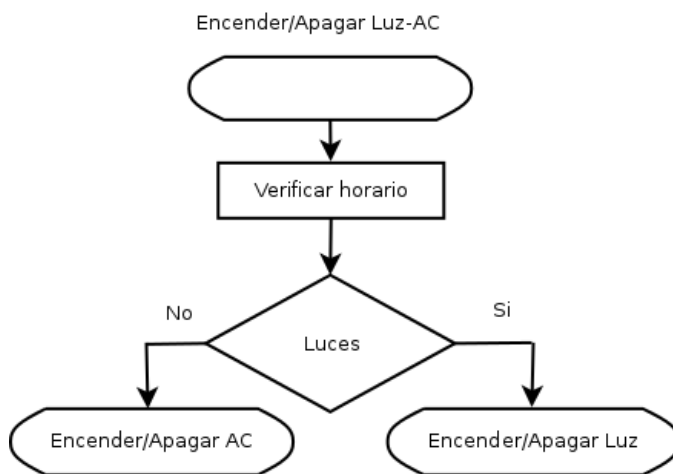 Encender/Apagar Luz-AC
Verificar horario
No
Si
Luces
Encender/Apagar AC
Encender/Apagar Luz